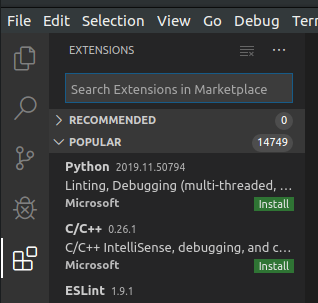 File Edit Selection View Go Debug
EXTENSIONS
Search Extensions in Marketplace
RECOMMENDED 0
POPULAR 14749
Python 2019.11.50794
Linting, Debugging (multi-threaded, ...
Microsoft Install
C/C++ 0.26.1
C/C++ IntelliSense, debugging, and c...
Microsoft Install
ESLint 1.9.1